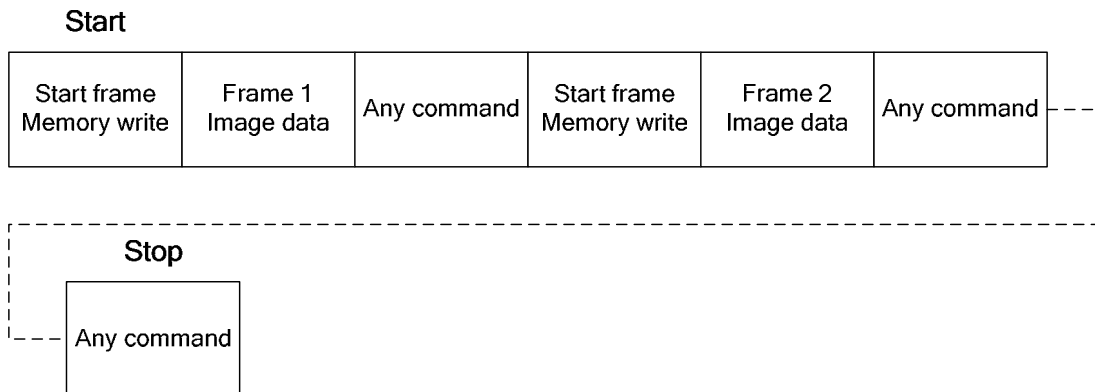 Start
Start frame
Memory write
Frame 1
Image data
Any command
Start frame
Memory write
Frame 2
Image data
Any command
Stop
Any command